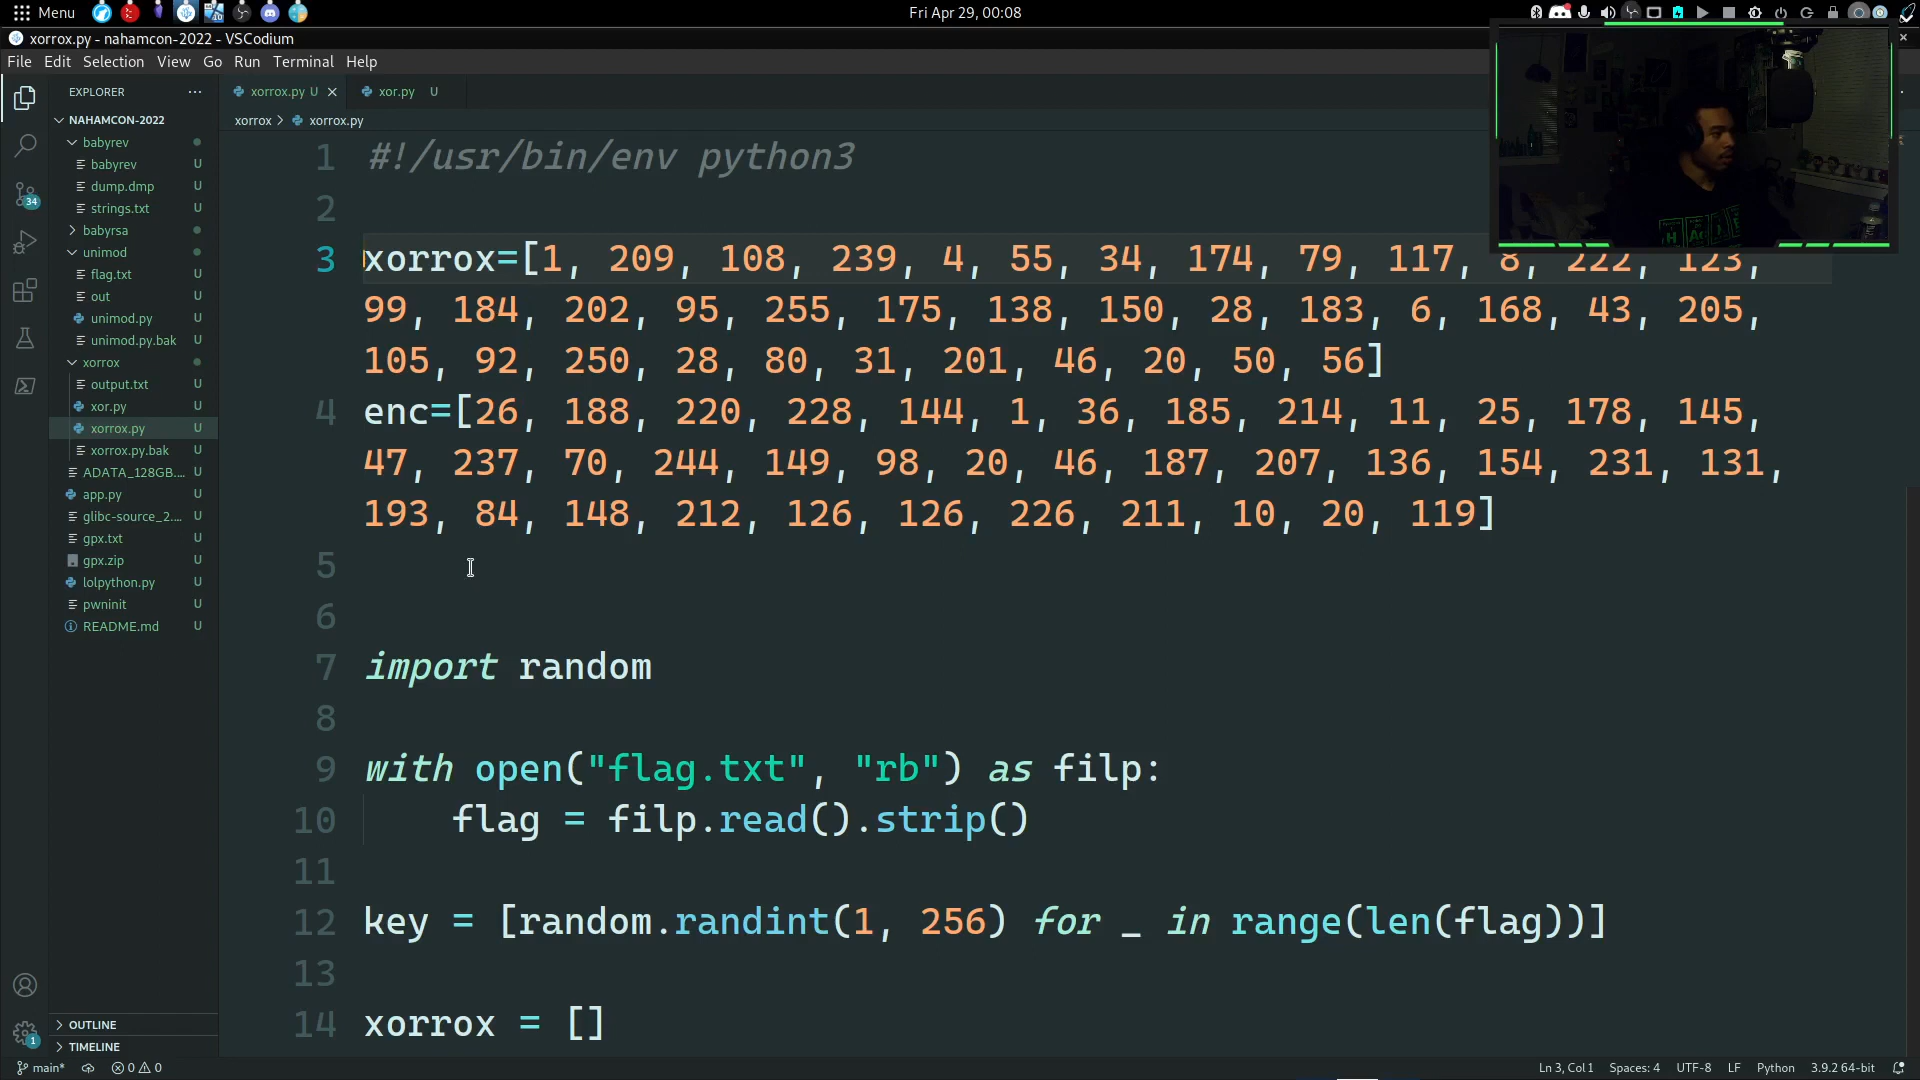 Menu
Fri Apr 29, 00:08
xorrox.py - nahamcon-2022 - VSCodium
File Edit Selection View Go Run Terminal Help
EXPLORER ···
xorrox.py U
xor.py U
NAHAMCON-2022
xorrox > xorrox.py
babyrev
babyrev U
dump.dmp U
strings.txt U
babyrsa U
unimod
flag.txt U
out U
unimod.py U
unimod.py.bak U
xorrox
output.txt U
xor.py U
xorrox.py U
xorrox.py.bak U
ADATA_128GB.... U
app.py U
glibc-source_2.... U
gpx.txt U
gpx.zip U
lolpython.py U
pwninit U
README.md U
OUTLINE
TIMELINE
34
1
1 #!/usr/bin/env python3
2
3 xorrox=[1, 209, 108, 239, 4, 55, 34, 174, 79, 117, 8, 222, 123,
99, 184, 202, 95, 255, 175, 138, 150, 28, 183, 6, 168, 43, 205,
105, 92, 250, 28, 80, 31, 201, 46, 20, 50, 56]
4 enc=[26, 188, 220, 228, 144, 1, 36, 185, 214, 11, 25, 178, 145,
47, 237, 70, 244, 149, 98, 20, 46, 187, 207, 136, 154, 231, 131,
193, 84, 148, 212, 126, 126, 226, 211, 10, 20, 119]
5
6
7 import random
8
9 with open("flag.txt", "rb") as filp:
10 flag = filp.read().strip()
11
12 key = [random.randint(1, 256) for _ in range(len(flag))]
13
14 xorrox = []
main* 0 0
Ln 3, Col 1 Spaces: 4 UTF-8 LF Python 3.9.2 64-bit